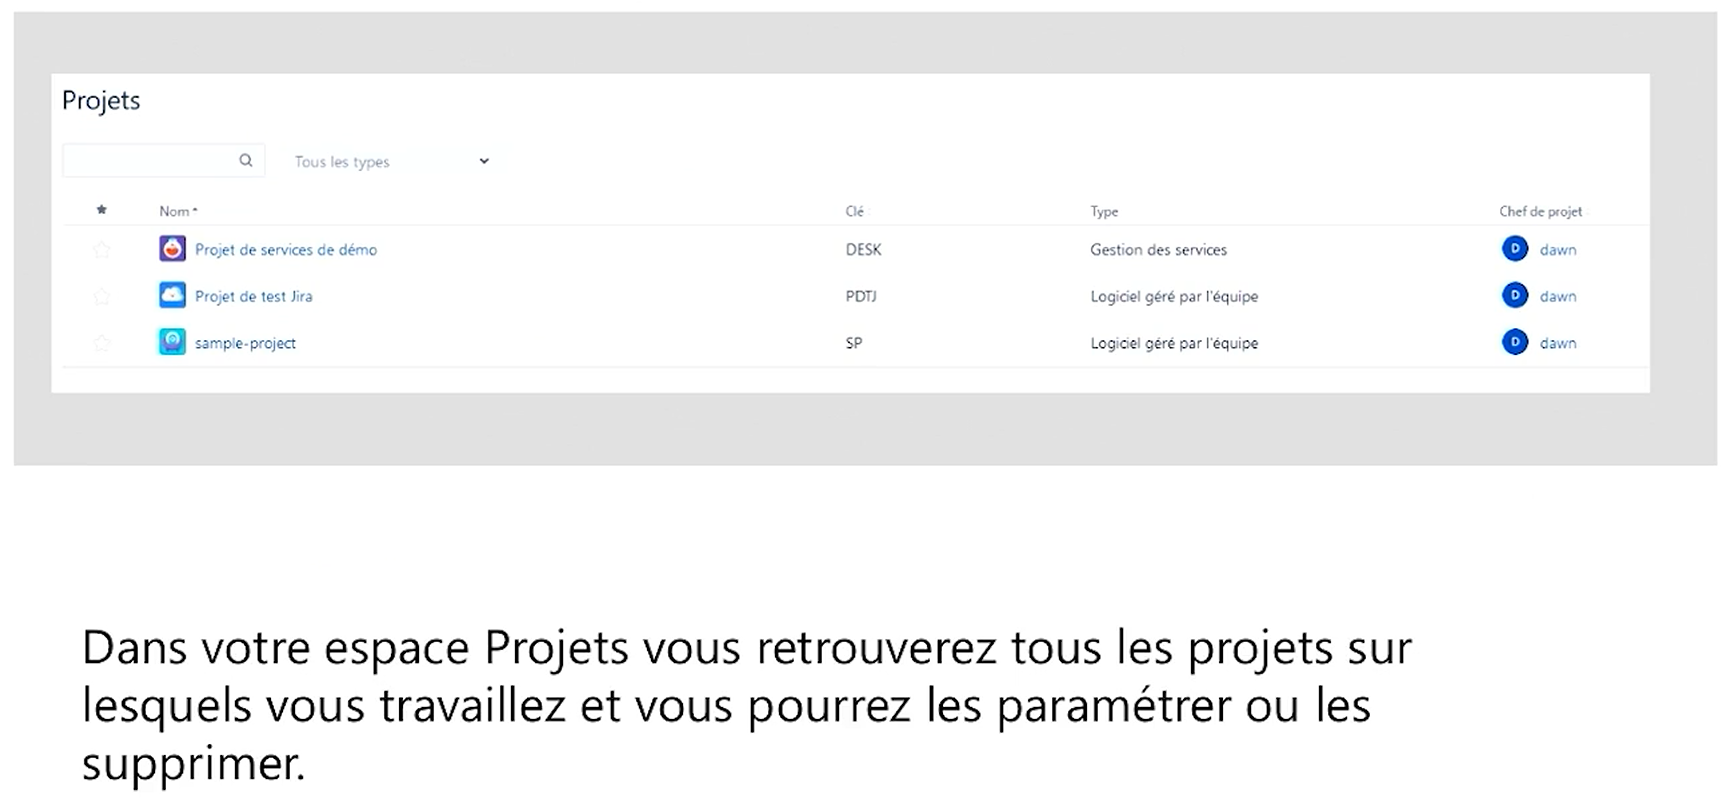 Projets
Tous les types
Nom Clé Type Chef de projet
Projet de services de démo DESK Gestion des services D dawn
Projet de test Jira PDTJ Logiciel géré par l'équipe D dawn
sample-project SP Logiciel géré par l'équipe D dawn
Dans votre espace Projets vous retrouverez tous les projets sur
lesquels vous travaillez et vous pourrez les paramétrer ou les
supprimer.